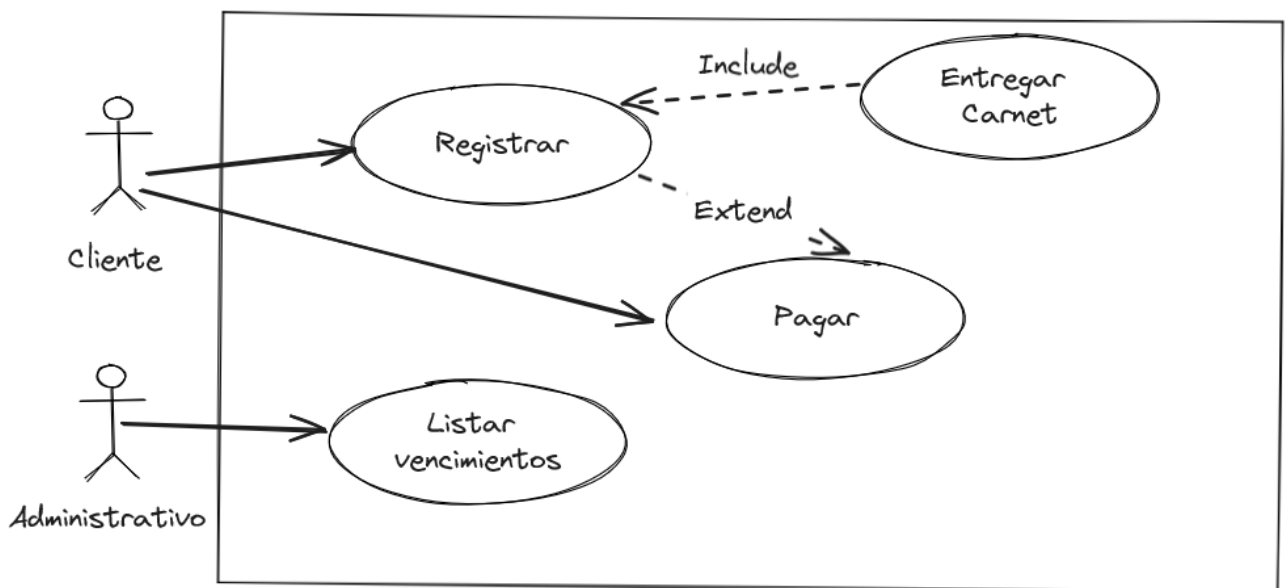 Include
Entregar
Carnet
Registrar
Extend
Cliente
Pagar
Listar
vencimientos
Administrativo